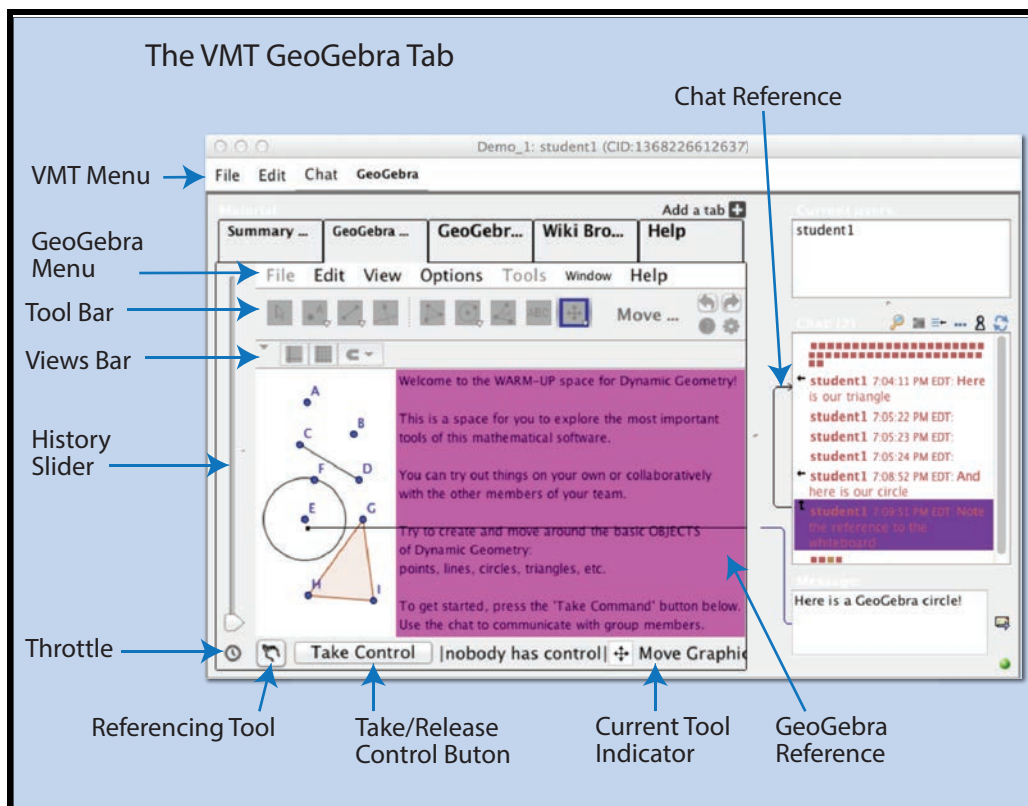 The VMT GeoGebra Tab
Chat Reference
Demo_1: student1 (CID:1368226612637)
VMT Menu
File Edit Chat GeoGebra
Material
Add a tab
Current users:
Summary ...
GeoGebra ...
GeoGebr...
Wiki Bro...
Help
student1
GeoGebra
Menu
File Edit View Options Tools Window Help
Tool Bar
A
ABC
Move ...
Views Bar
Chat (2)
student1 7:04:11 PM EDT: Here
is our triangle
student1 7:05:22 PM EDT:
student1 7:05:23 PM EDT:
student1 7:05:24 PM EDT:
student1 7:08:52 PM EDT: And
here is our circle
student1 7:09:51 PM EDT: Note
the reference to the
whiteboard
A
B
C
D
F
E
G
H
I
Welcome to the WARM-UP space for Dynamic Geometry!
This is a space for you to explore the most important
tools of this mathematical software.
You can try out things on your own or collaboratively
with the other members of your team.
Try to create and move around the basic OBJECTS
of Dynamic Geometry:
points, lines, circles, triangles, etc.
To get started, press the "Take Command" button below.
Use the chat to communicate with group members.
History
Slider
Message:
Here is a GeoGebra circle!
Throttle
Take Control
|nobody has control|
Move Graphic
Referencing Tool
Take/Release
Control Buton
Current Tool
Indicator
GeoGebra
Reference